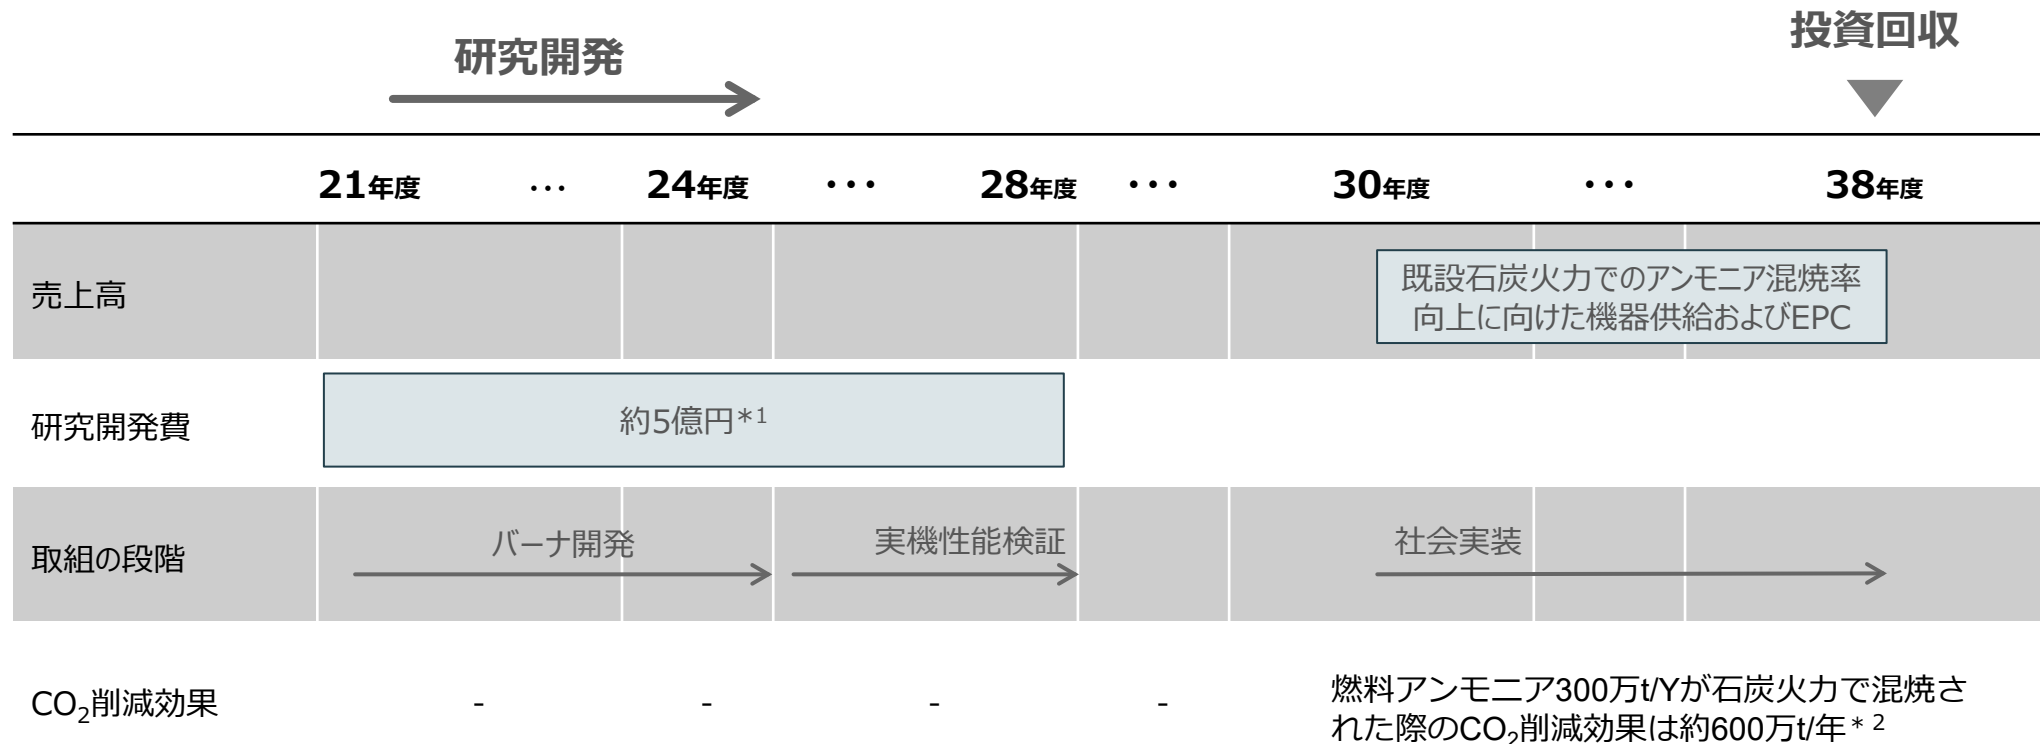 研究開発
投資回収
21年度 ... 24年度 ・・・ 28年度 ・・・ 30年度 ・・・ 38年度
売上高
既設石炭火力でのアンモニア混焼率
向上に向けた機器供給およびEPC
研究開発費
約5億円*1
取組の段階
バーナ開発
実機性能検証
社会実装
CO₂削減効果
- - - -
燃料アンモニア300万t/Yが石炭火力で混焼さ
れた際のCO₂削減効果は約600万t/年*2